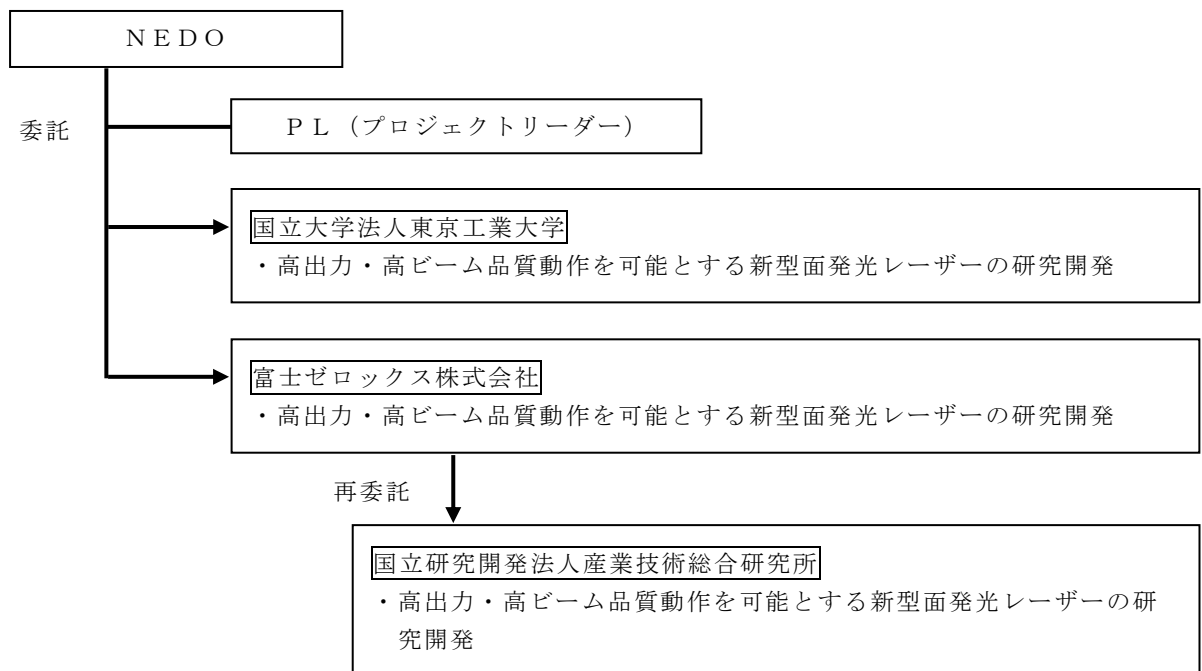 ＮＥＤＯ
委託
ＰＬ（プロジェクトリーダー）
国立大学法人東京工業大学
・高出力・高ビーム品質動作を可能とする新型面発光レーザーの研究開発
富士ゼロックス株式会社
・高出力・高ビーム品質動作を可能とする新型面発光レーザーの研究開発
再委託
国立研究開発法人産業技術総合研究所
・高出力・高ビーム品質動作を可能とする新型面発光レーザーの研
究開発